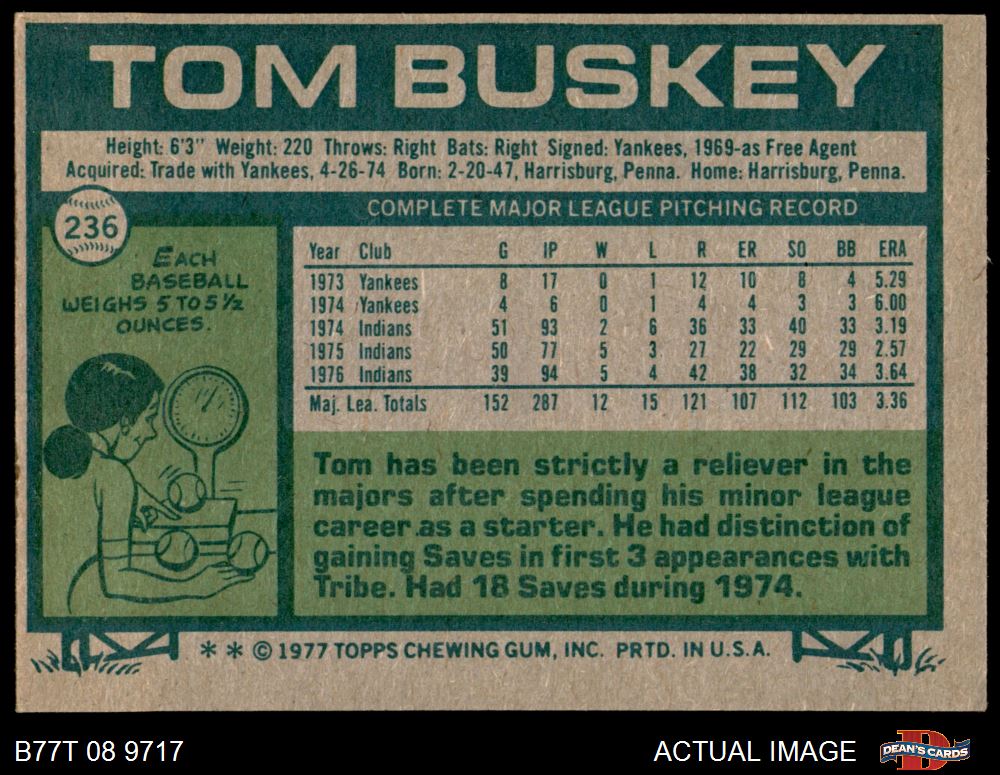 TOM BUSKEY
Height: 6'3" Weight: 220 Throws: Right Bats: Right Signed: Yankees, 1969-as Free Agent
Acquired: Trade with Yankees, 4-26-74 Born: 2-20-47, Harrisburg, Penna. Home: Harrisburg, Penna.
236
EACH
BASEBALL
WEIGHS 5 TO 5 1/2
OUNCES.
COMPLETE MAJOR LEAGUE PITCHING RECORD
Year Club G IP W L R ER SO BB ERA
1973 Yankees 8 17 0 1 12 10 8 4 5.29
1974 Yankees 4 6 0 1 4 4 3 3 6.00
1974 Indians 51 93 2 6 36 33 40 33 3.19
1975 Indians 50 77 5 3 27 22 29 29 2.57
1976 Indians 39 94 5 4 42 38 32 34 3.64
Maj. Lea. Totals 152 287 12 15 121 107 112 103 3.36
Tom has been strictly a reliever in the
majors after spending his minor league
career as a starter. He had distinction of
gaining Saves in first 3 appearances with
Tribe. Had 18 Saves during 1974.
* * © 1977 TOPPS CHEWING GUM, INC. PRTD. IN U.S.A.
B77T 08 9717
ACTUAL IMAGE
D
DEAN'S CARDS